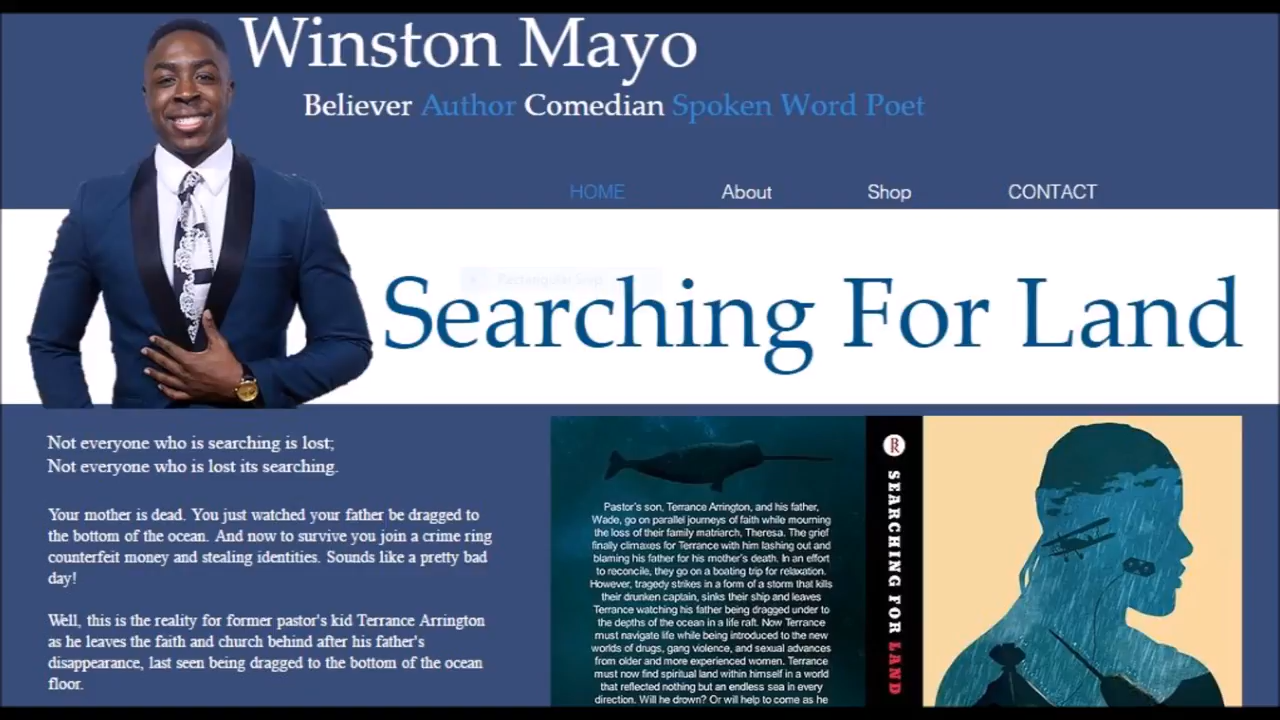 Winston Mayo
Believer Author Comedian Spoken Word Poet
HOME About Shop CONTACT
Rectangular Snip
Searching For Land
Not everyone who is searching is lost;
Not everyone who is lost its searching.
Your mother is dead. You just watched your father be dragged to
the bottom of the ocean. And now to survive you join a crime ring
counterfeit money and stealing identities. Sounds like a pretty bad
day!
Well, this is the reality for former pastor's kid Terrance Arrington
as he leaves the faith and church behind after his father's
disappearance, last seen being dragged to the bottom of the ocean
floor.
Pastor's son, Terrance Arrington, and his father,
Wade, go on parallel journeys of faith while mourning
the loss of their family matriarch, Theresa. The grief
finally climaxes for Terrance with him lashing out and
blaming his father for his mother's death. In an effort
to reconcile, they go on a boating trip for relaxation.
However, tragedy strikes in a form of a storm that kills
their drunken captain, sinks their ship and leaves
Terrance watching his father being dragged under to
the depths of the ocean in a life raft. Now Terrance
must navigate life while being introduced to the new
worlds of drugs, gang violence, and sexual advances
from older and more experienced women. Terrance
must now find spiritual land within himself in a world
that reflected nothing but an endless sea in every
direction. Will he drown? Or will help to come as he
SEARCHING FOR LAND